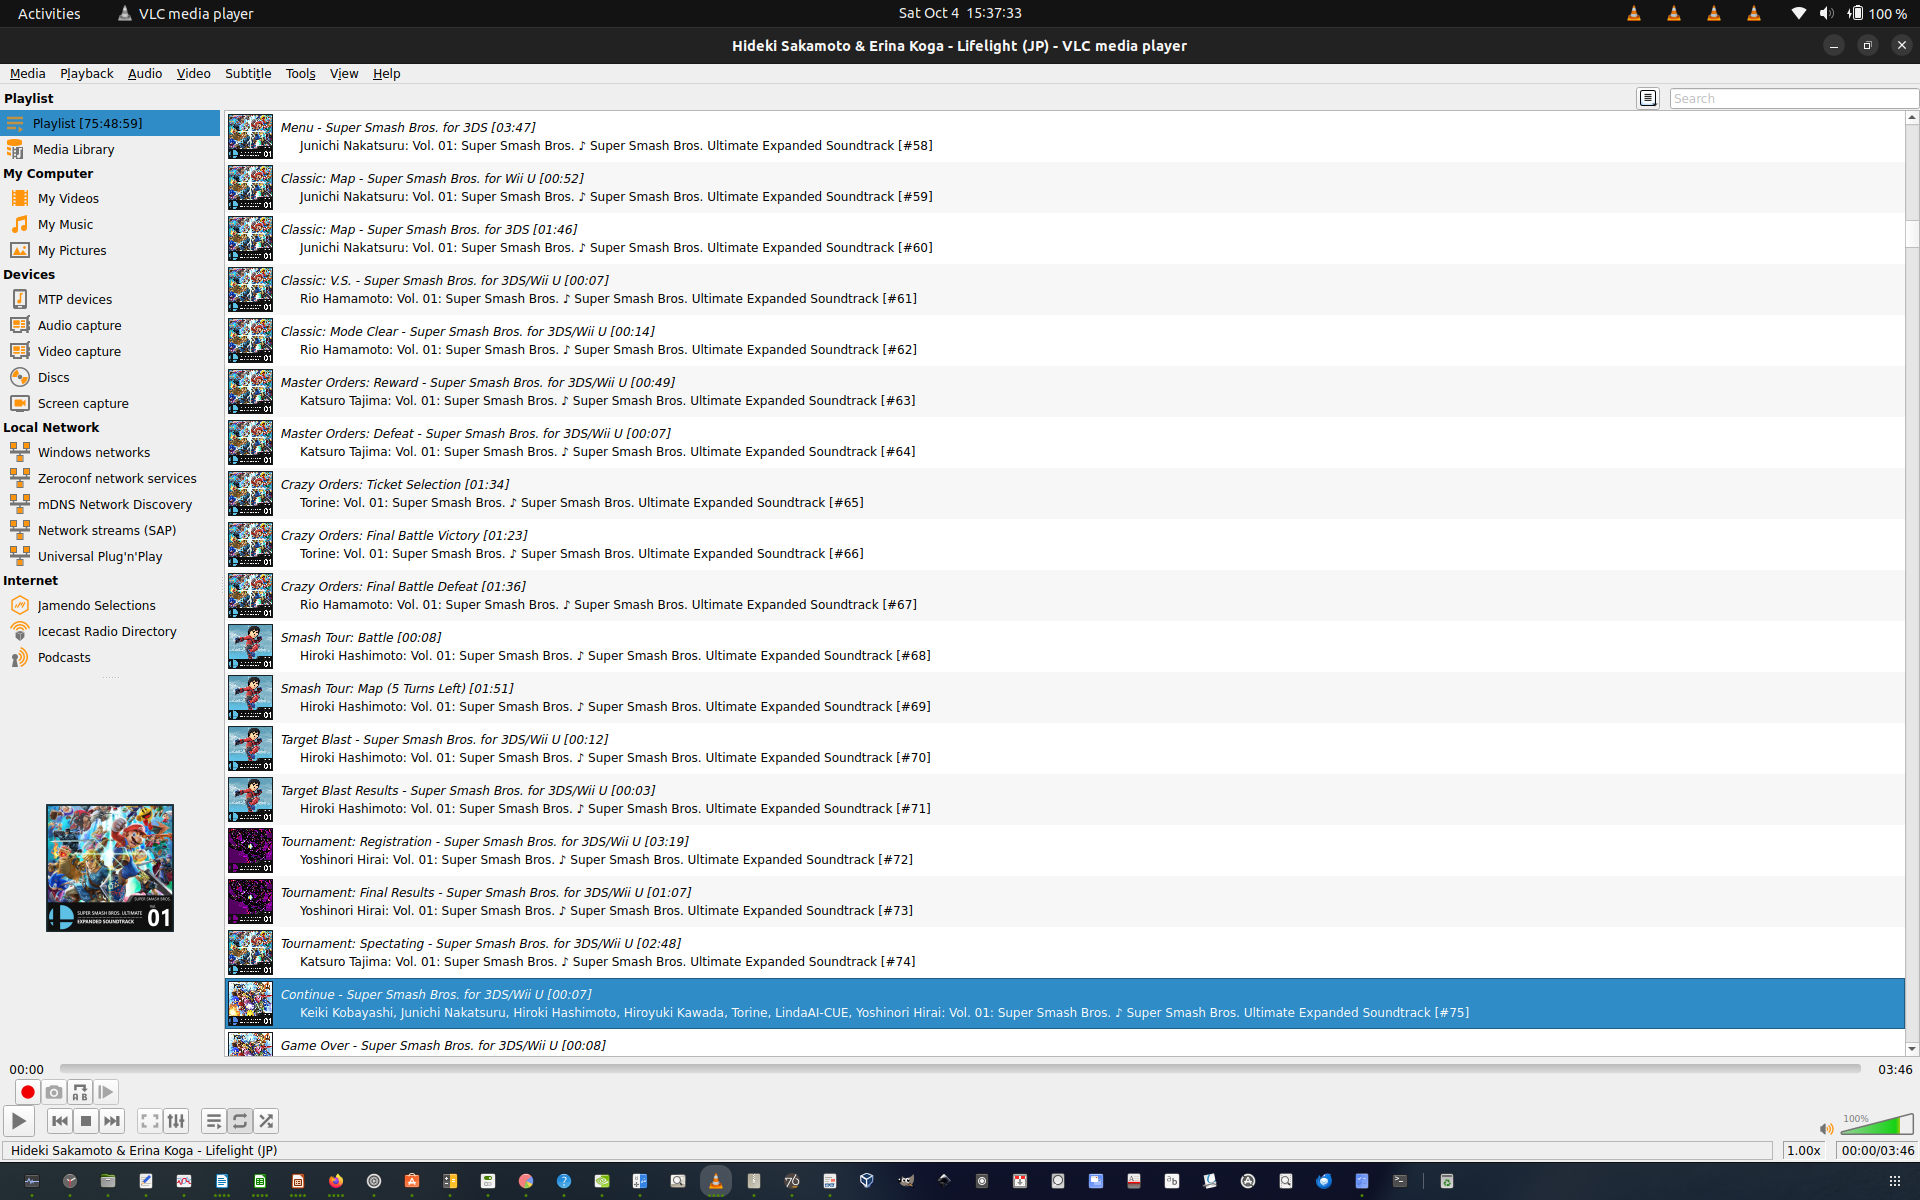 Activities VLC media player Sat Oct 4 15:37:33 100 %
Hideki Sakamoto & Erina Koga - Lifelight (JP) - VLC media player
Media Playback Audio Video Subtitle Tools View Help
Playlist
Search
Playlist [75:48:59]
Media Library
My Computer
My Videos
My Music
My Pictures
Devices
MTP devices
Audio capture
Video capture
Discs
Screen capture
Local Network
Windows networks
Zeroconf network services
mDNS Network Discovery
Network streams (SAP)
Universal Plug'n'Play
Internet
Jamendo Selections
Icecast Radio Directory
Podcasts
SUPER SMASH BROS. ULTIMATE
EXPANDED SOUNDTRACK
01
Menu - Super Smash Bros. for 3DS [03:47]
Junichi Nakatsuru: Vol. 01: Super Smash Bros. ♪ Super Smash Bros. Ultimate Expanded Soundtrack [#58]
Classic: Map - Super Smash Bros. for Wii U [00:52]
Junichi Nakatsuru: Vol. 01: Super Smash Bros. ♪ Super Smash Bros. Ultimate Expanded Soundtrack [#59]
Classic: Map - Super Smash Bros. for 3DS [01:46]
Junichi Nakatsuru: Vol. 01: Super Smash Bros. ♪ Super Smash Bros. Ultimate Expanded Soundtrack [#60]
Classic: V.S. - Super Smash Bros. for 3DS/Wii U [00:07]
Rio Hamamoto: Vol. 01: Super Smash Bros. ♪ Super Smash Bros. Ultimate Expanded Soundtrack [#61]
Classic: Mode Clear - Super Smash Bros. for 3DS/Wii U [00:14]
Rio Hamamoto: Vol. 01: Super Smash Bros. ♪ Super Smash Bros. Ultimate Expanded Soundtrack [#62]
Master Orders: Reward - Super Smash Bros. for 3DS/Wii U [00:49]
Katsuro Tajima: Vol. 01: Super Smash Bros. ♪ Super Smash Bros. Ultimate Expanded Soundtrack [#63]
Master Orders: Defeat - Super Smash Bros. for 3DS/Wii U [00:07]
Katsuro Tajima: Vol. 01: Super Smash Bros. ♪ Super Smash Bros. Ultimate Expanded Soundtrack [#64]
Crazy Orders: Ticket Selection [01:34]
Torine: Vol. 01: Super Smash Bros. ♪ Super Smash Bros. Ultimate Expanded Soundtrack [#65]
Crazy Orders: Final Battle Victory [01:23]
Torine: Vol. 01: Super Smash Bros. ♪ Super Smash Bros. Ultimate Expanded Soundtrack [#66]
Crazy Orders: Final Battle Defeat [01:36]
Rio Hamamoto: Vol. 01: Super Smash Bros. ♪ Super Smash Bros. Ultimate Expanded Soundtrack [#67]
Smash Tour: Battle [00:08]
Hiroki Hashimoto: Vol. 01: Super Smash Bros. ♪ Super Smash Bros. Ultimate Expanded Soundtrack [#68]
Smash Tour: Map (5 Turns Left) [01:51]
Hiroki Hashimoto: Vol. 01: Super Smash Bros. ♪ Super Smash Bros. Ultimate Expanded Soundtrack [#69]
Target Blast - Super Smash Bros. for 3DS/Wii U [00:12]
Hiroki Hashimoto: Vol. 01: Super Smash Bros. ♪ Super Smash Bros. Ultimate Expanded Soundtrack [#70]
Target Blast Results - Super Smash Bros. for 3DS/Wii U [00:03]
Hiroki Hashimoto: Vol. 01: Super Smash Bros. ♪ Super Smash Bros. Ultimate Expanded Soundtrack [#71]
Tournament: Registration - Super Smash Bros. for 3DS/Wii U [03:19]
Yoshinori Hirai: Vol. 01: Super Smash Bros. ♪ Super Smash Bros. Ultimate Expanded Soundtrack [#72]
Tournament: Final Results - Super Smash Bros. for 3DS/Wii U [01:07]
Yoshinori Hirai: Vol. 01: Super Smash Bros. ♪ Super Smash Bros. Ultimate Expanded Soundtrack [#73]
Tournament: Spectating - Super Smash Bros. for 3DS/Wii U [02:48]
Katsuro Tajima: Vol. 01: Super Smash Bros. ♪ Super Smash Bros. Ultimate Expanded Soundtrack [#74]
Continue - Super Smash Bros. for 3DS/Wii U [00:07]
Keiki Kobayashi, Junichi Nakatsuru, Hiroki Hashimoto, Hiroyuki Kawada, Torine, LindaAI-CUE, Yoshinori Hirai: Vol. 01: Super Smash Bros. ♪ Super Smash Bros. Ultimate Expanded Soundtrack [#75]
Game Over - Super Smash Bros. for 3DS/Wii U [00:08]
00:00 03:46
100%
Hideki Sakamoto & Erina Koga - Lifelight (JP) 1.00x 00:00/03:46